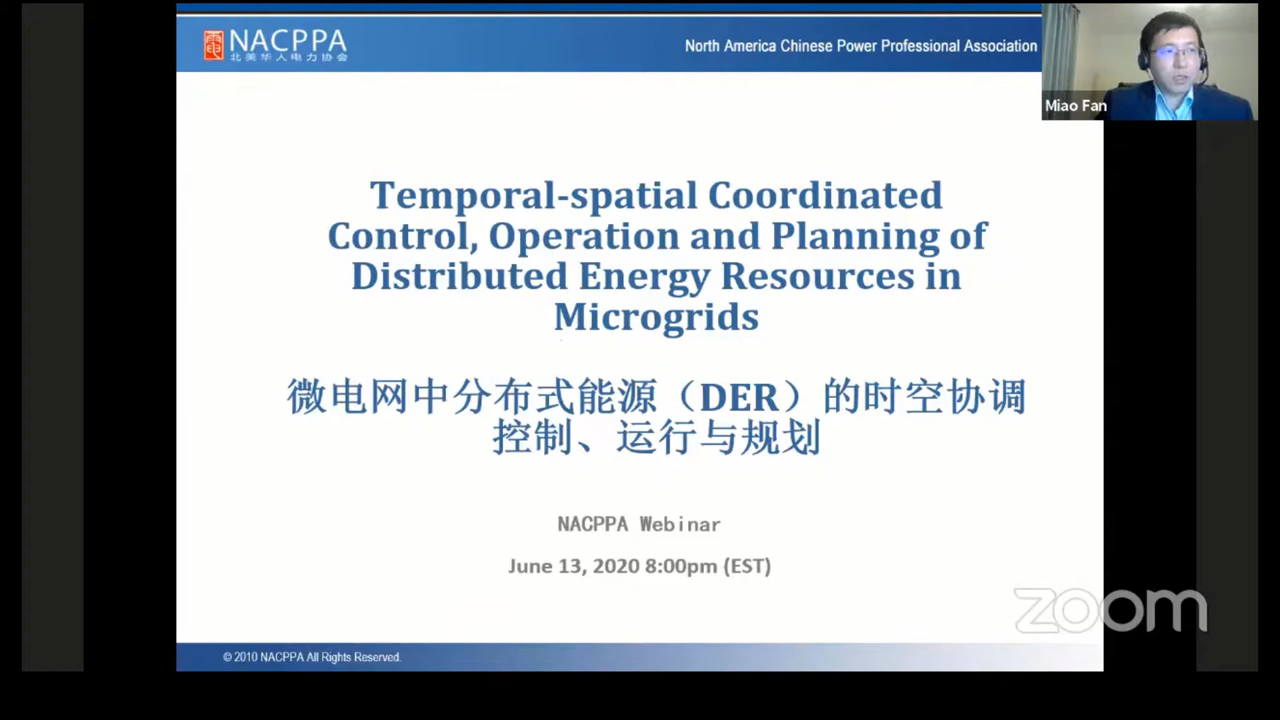 NACPPA
北美华人电力协会
North America Chinese Power Professional Association
Miao Fan
Temporal-spatial Coordinated
Control, Operation and Planning of
Distributed Energy Resources in
Microgrids
微电网中分布式能源（DER）的时空协调
控制、运行与规划
NACPPA Webinar
June 13, 2020 8:00pm (EST)
zoom
© 2010 NACPPA All Rights Reserved.